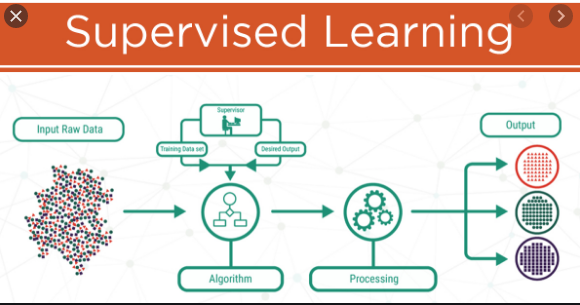 Supervised Learning
Input Raw Data
Supervisor
Training Data set
Desired Output
Algorithm
Processing
Output